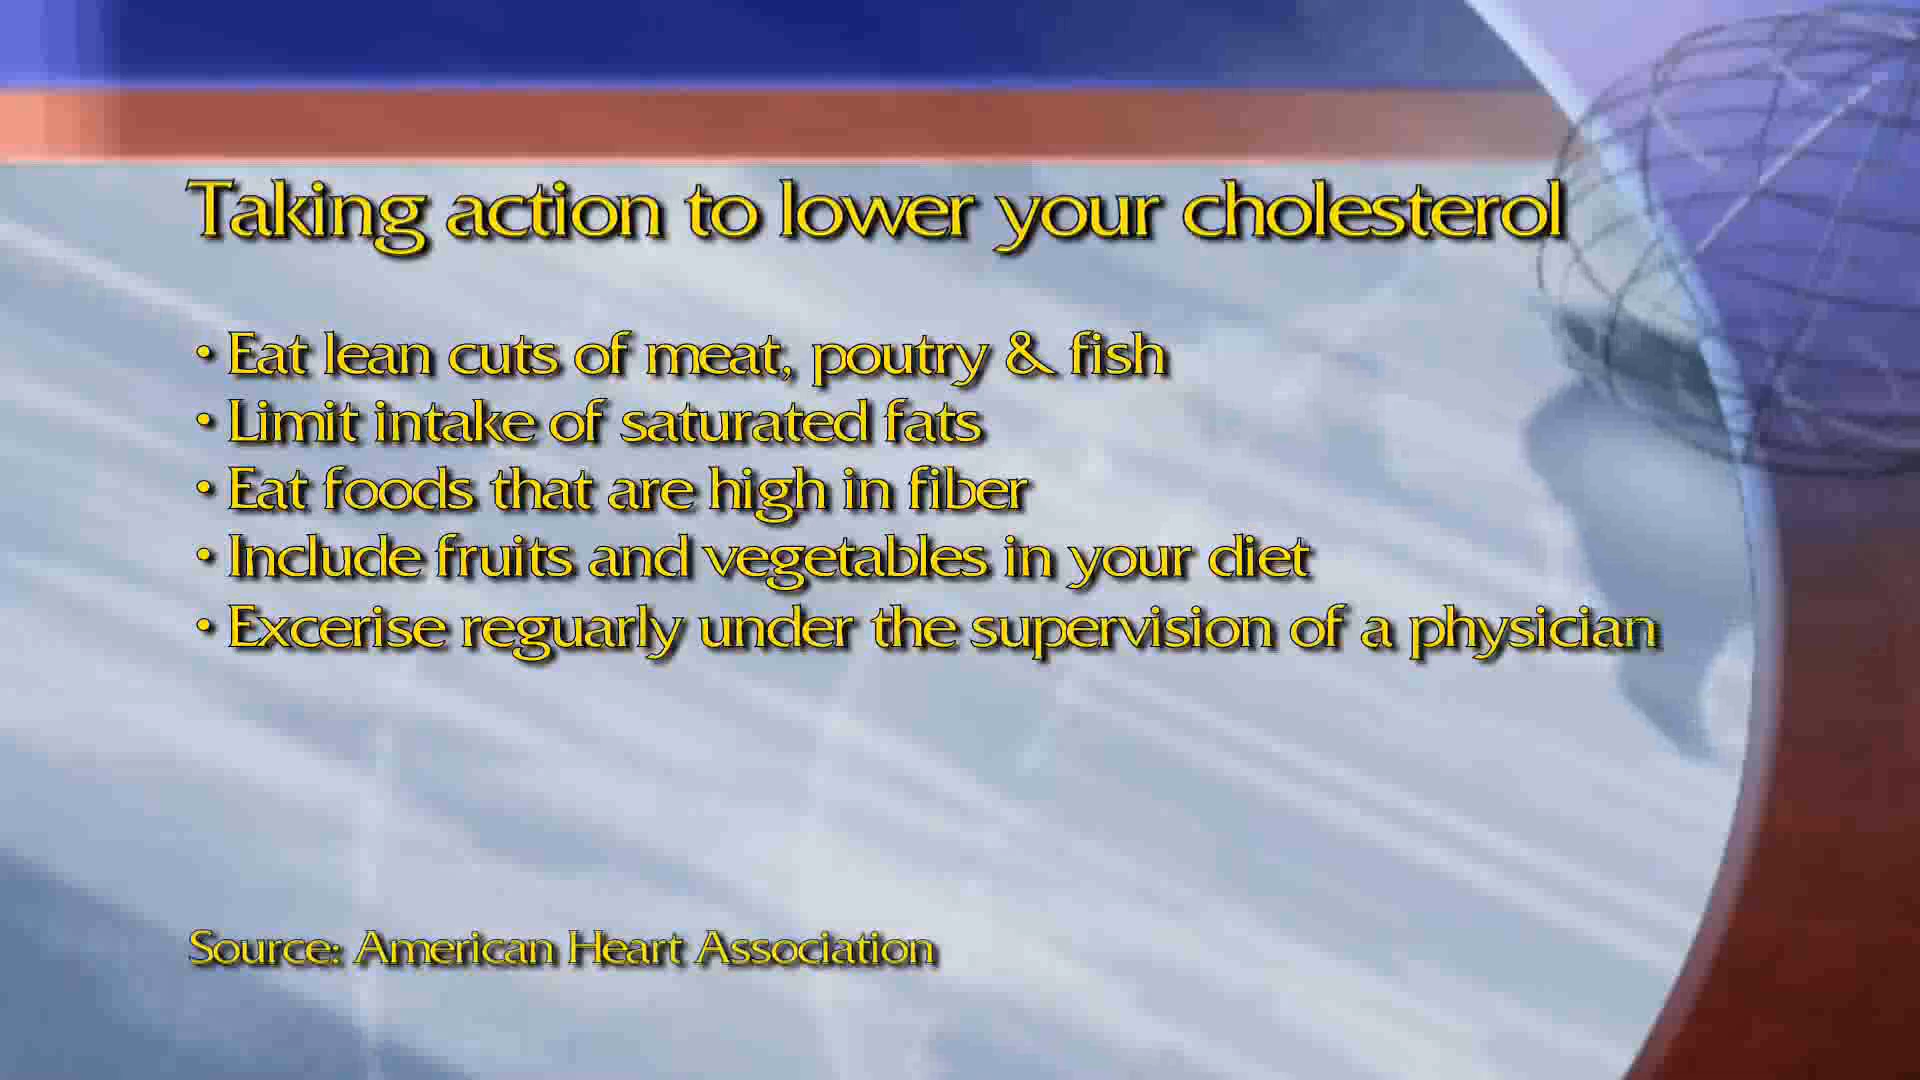 Taking action to lower your cholesterol
• Eat lean cuts of meat, poutry & fish
• Limit intake of saturated fats
• Eat foods that are high in fiber
• Include fruits and vegetables in your diet
• Excerise reguarly under the supervision of a physician
Source: American Heart Association